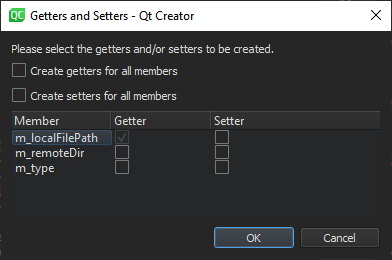 QC Getters and Setters - Qt Creator
Please select the getters and/or setters to be created.
Create getters for all members
Create setters for all members
Member Getter Setter
m_localFilePath
m_remoteDir
m_type
OK Cancel